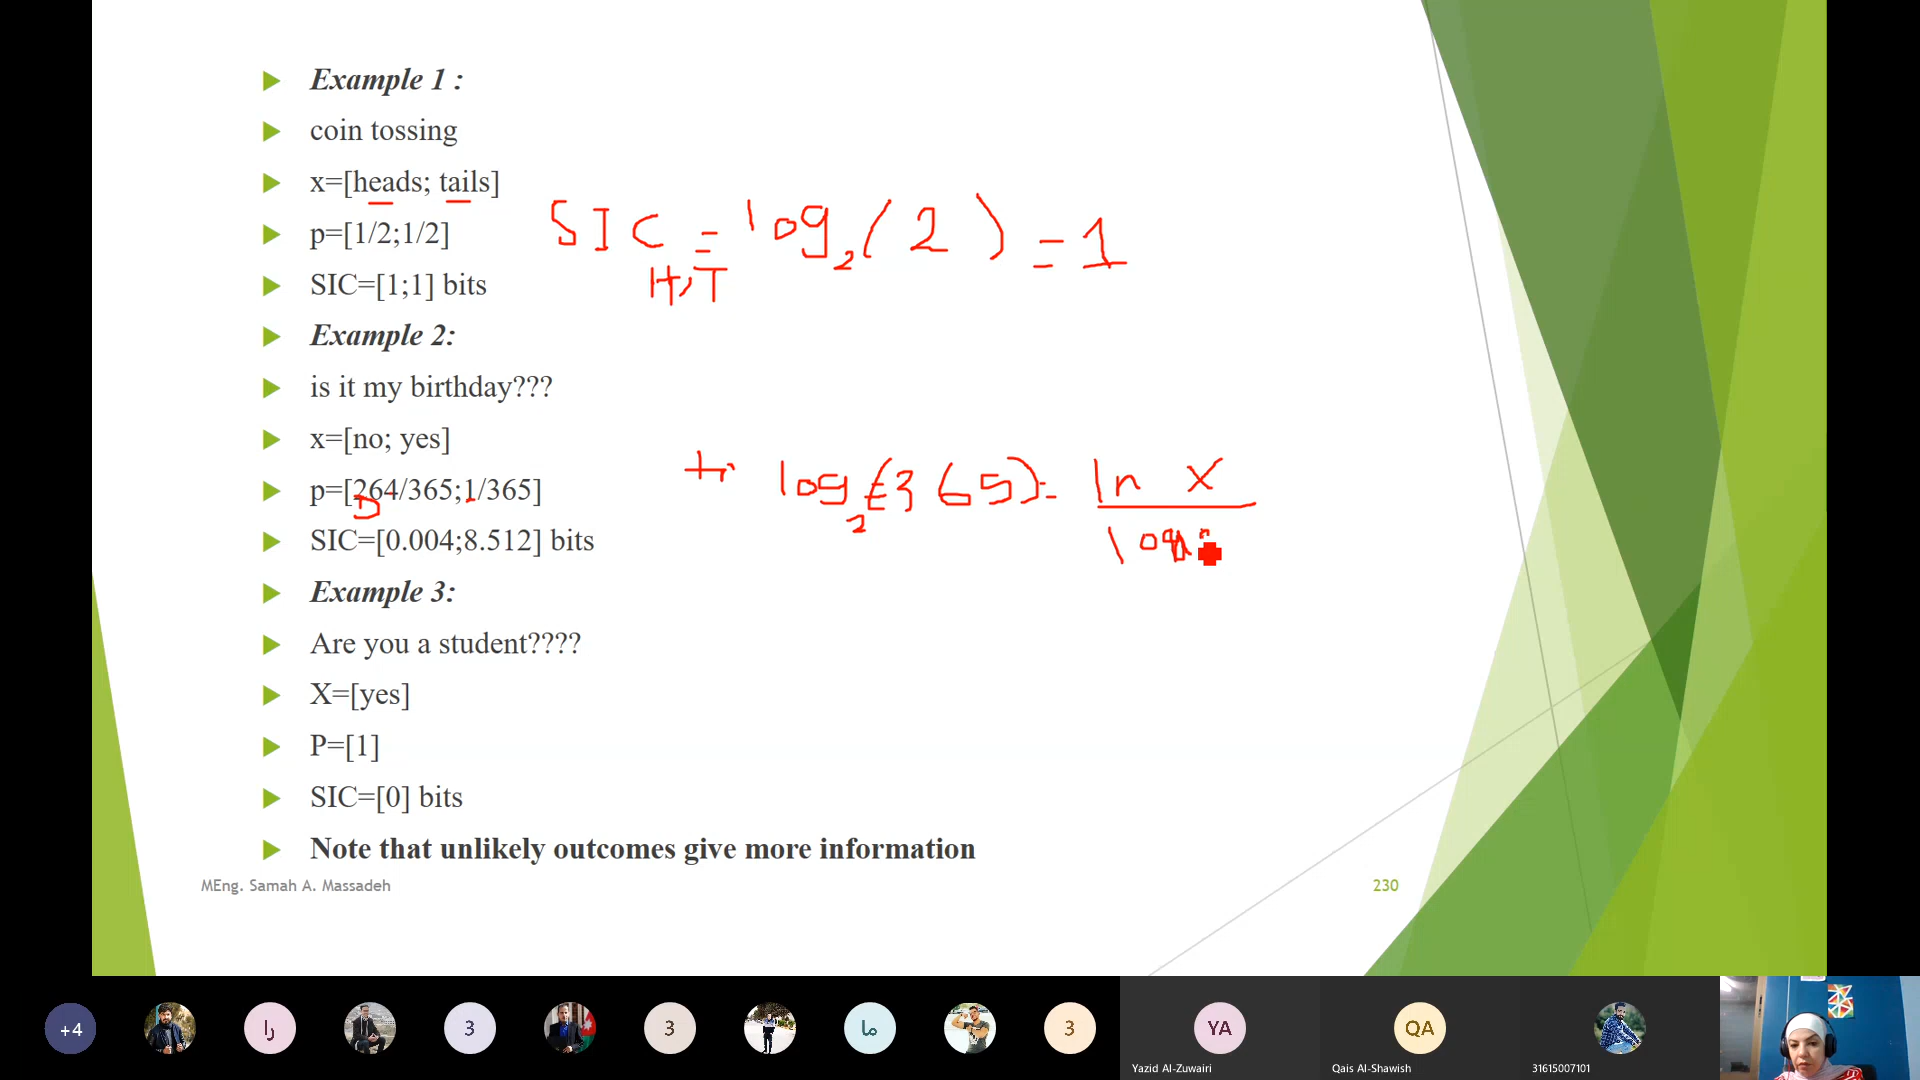 Example 1 :
coin tossing
x=[heads; tails]
p=[1/2;1/2]
SIC = log₂(2) = 1
H,T
SIC=[1;1] bits
Example 2:
is it my birthday???
x=[no; yes]
log₂(365)= ln x
p=[264/365;1/365]
SIC=[0.004;8.512] bits
Example 3:
Are you a student????
X=[yes]
P=[1]
SIC=[0] bits
Note that unlikely outcomes give more information
MEng. Samah A. Massadeh
230
+4
را
3
3
ما
3
YA
QA
Yazid Al-Zuwairi
Qais Al-Shawish
31615007101